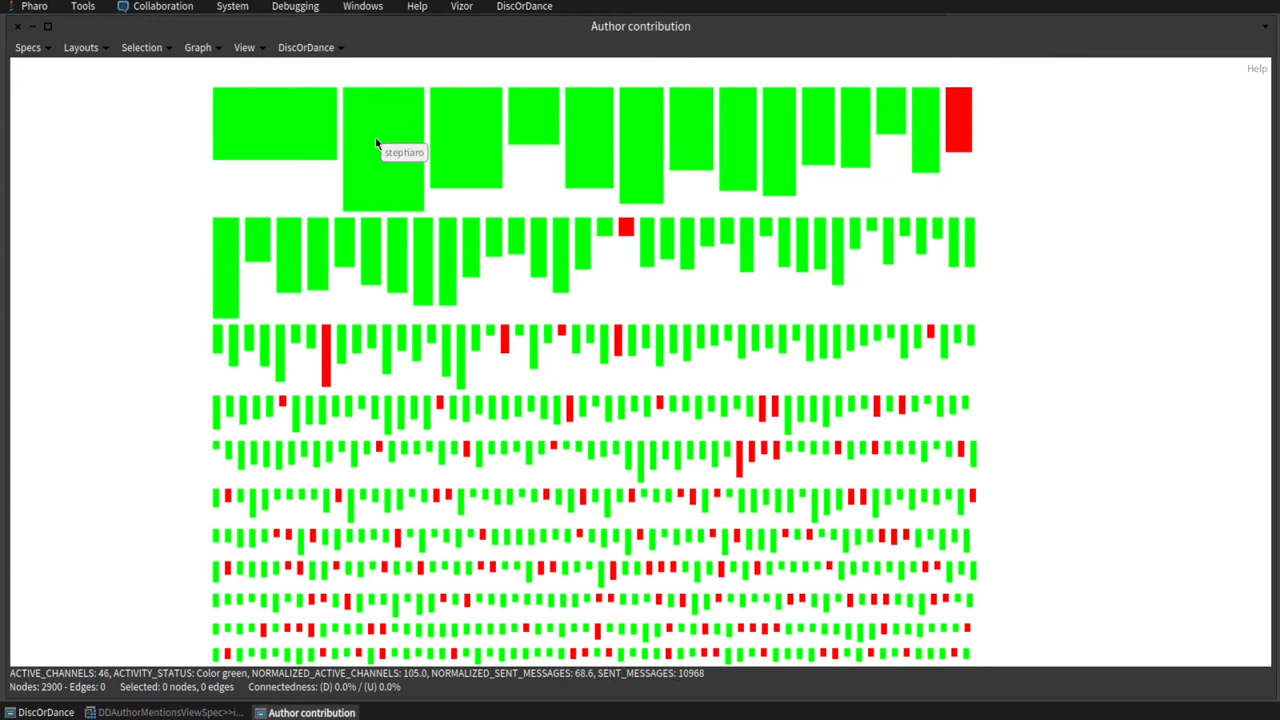 Pharo Tools Collaboration System Debugging Windows Help Vizor DiscOrDance
Author contribution
Specs Layouts Selection Graph View DiscOrDance
Help
stepharo
ACTIVE_CHANNELS: 46, ACTIVITY_STATUS: Color green, NORMALIZED_ACTIVE_CHANNELS: 105.0, NORMALIZED_SENT_MESSAGES: 68.6, SENT_MESSAGES: 10968
Nodes: 2900 - Edges: 0 Selected: 0 nodes, 0 edges Connectedness: (D) 0.0% / (U) 0.0%
DiscOrDance DDAuthorMentionsViewSpec>>i... Author contribution